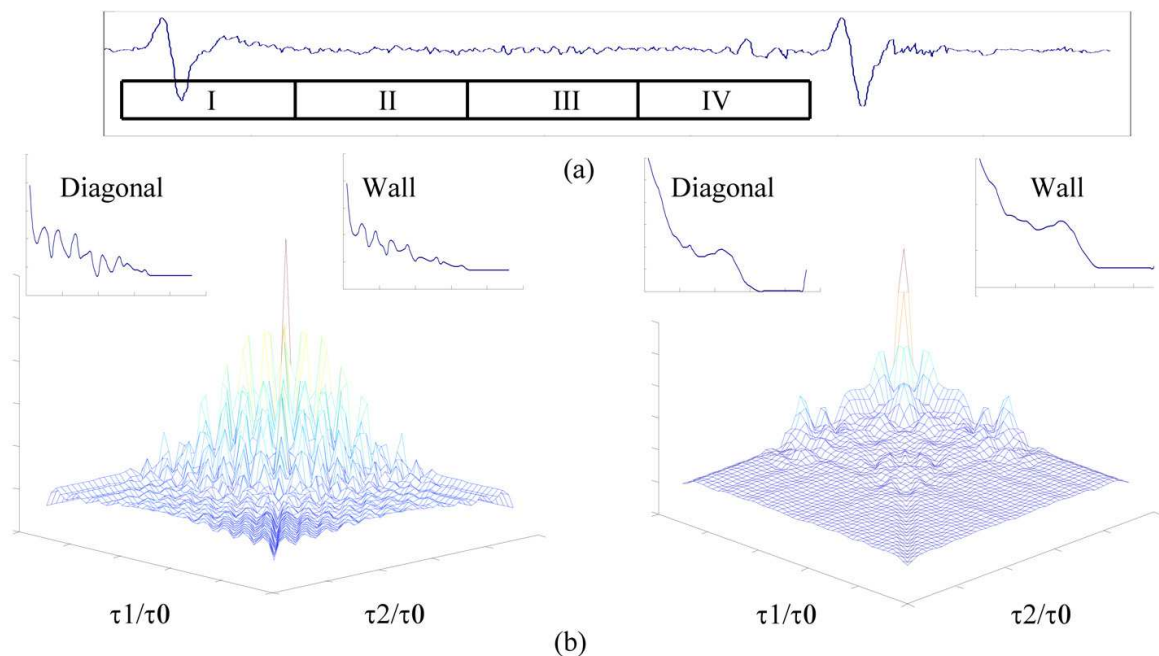 I II III IV
(a)
Diagonal Wall Diagonal Wall
τ1/τ0 τ2/τ0 τ1/τ0 τ2/τ0
(b)